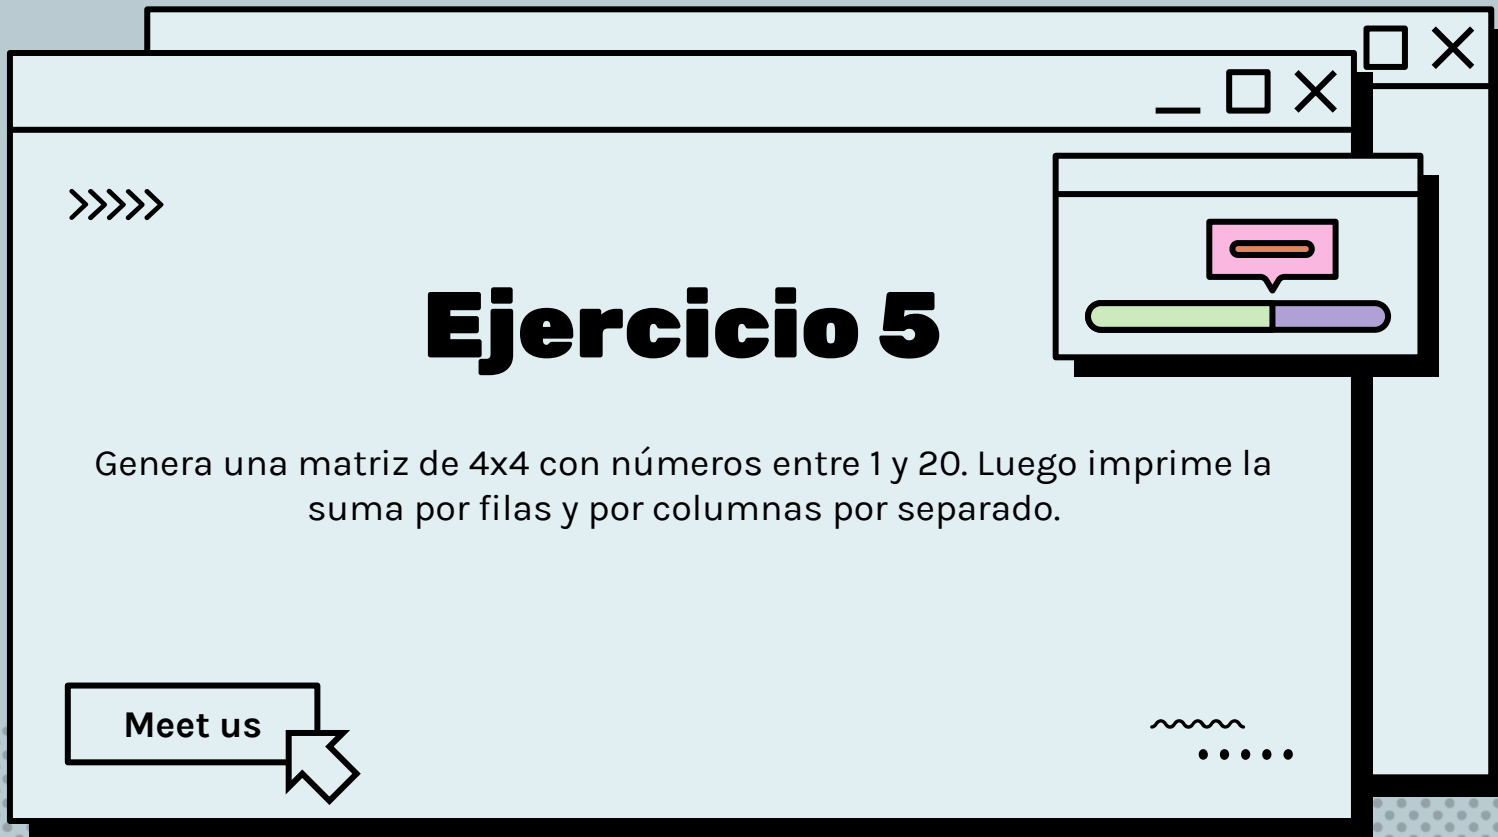 Ejercicio 5
Genera una matriz de 4x4 con números entre 1 y 20. Luego imprime la
suma por filas y por columnas por separado.
Meet us